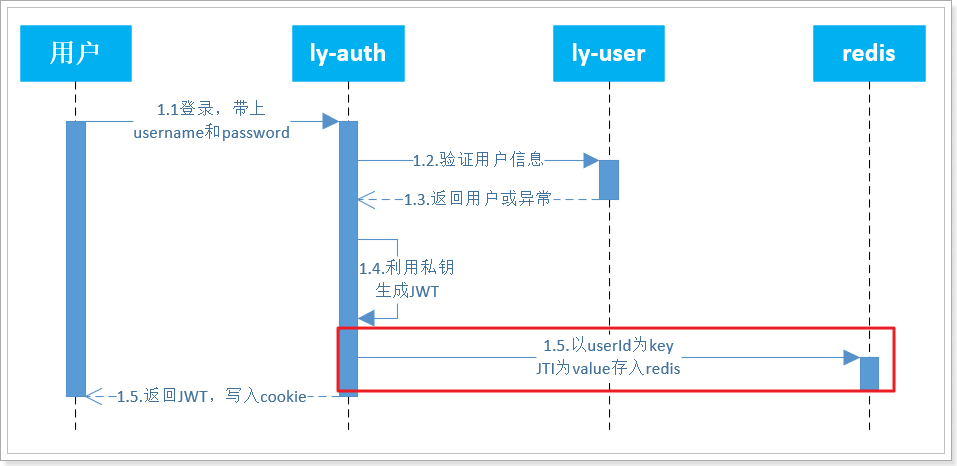 用户
ly-auth
ly-user
redis
1.1登录，带上
username和password
1.2.验证用户信息
1.3.返回用户或异常
1.4.利用私钥
生成JWT
1.5.以userId为key
JTI为value存入redis
1.5.返回JWT，写入cookie